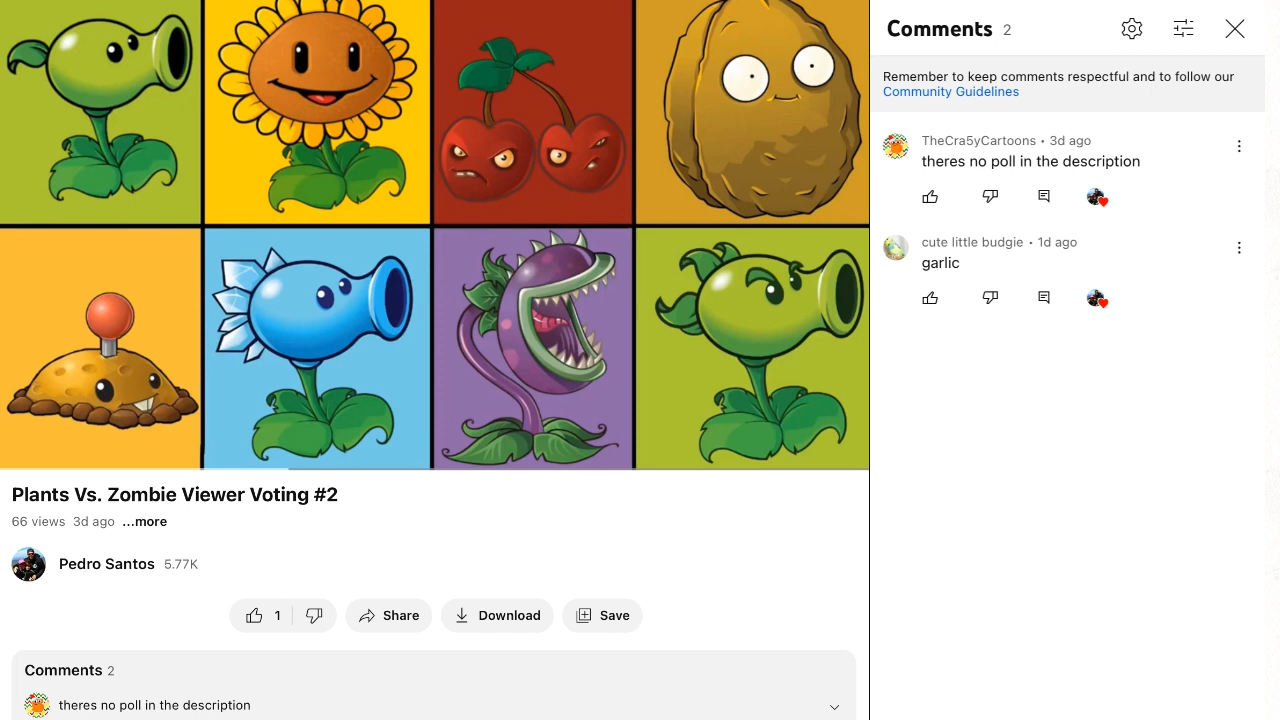 Comments 2
Remember to keep comments respectful and to follow our
Community Guidelines
TheCra5yCartoons • 3d ago
theres no poll in the description
cute little budgie • 1d ago
garlic
Plants Vs. Zombie Viewer Voting #2
66 views 3d ago ...more
Pedro Santos 5.77K
1 Share Download Save
Comments 2
theres no poll in the description